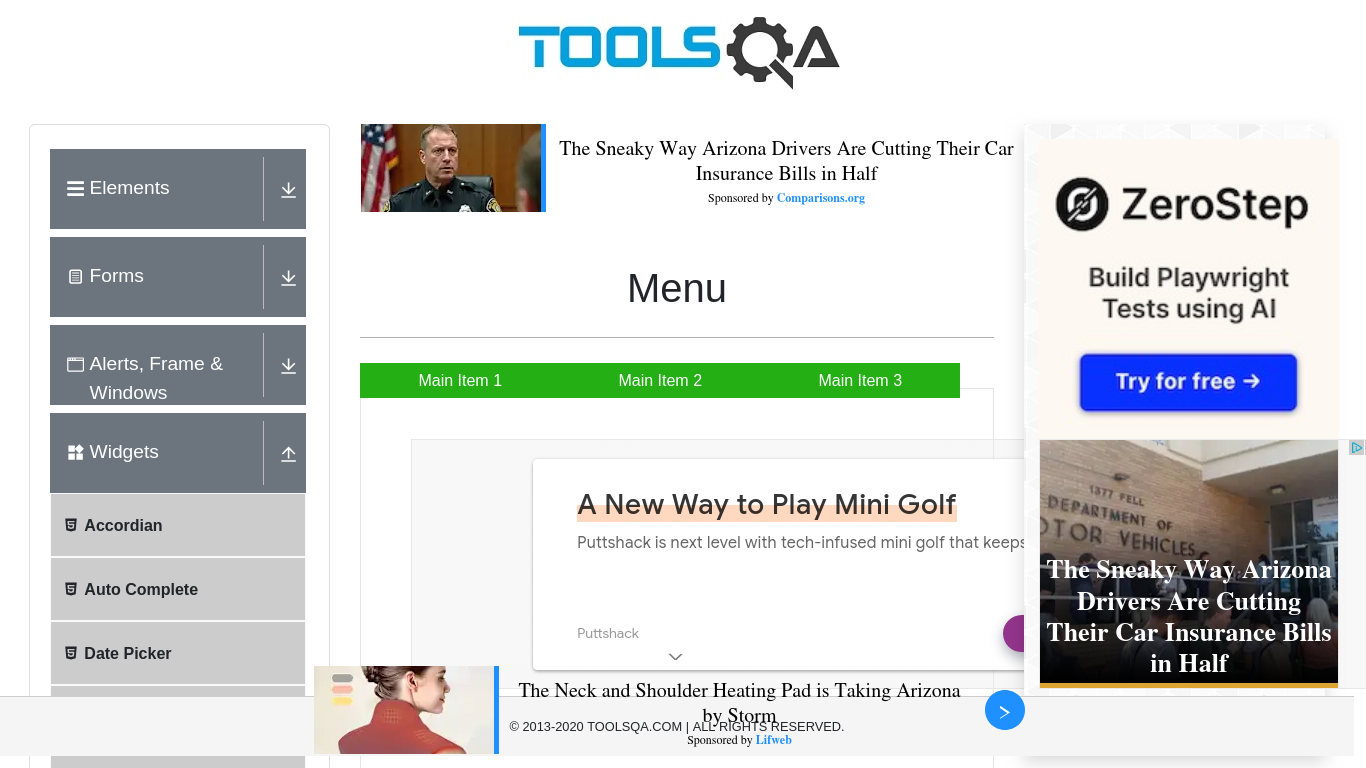 TOOLSQA
Elements
Forms
Alerts, Frame &
Windows
Widgets
Accordian
Auto Complete
Date Picker
The Sneaky Way Arizona Drivers Are Cutting Their Car
Insurance Bills in Half
Sponsored by Comparisons.org
Menu
Main Item 1
Main Item 2
Main Item 3
A New Way to Play Mini Golf
Puttshack is next level with tech-infused mini golf that keeps
Puttshack
ZeroStep
Build Playwright
Tests using AI
Try for free →
1377 FELL
DEPARTMENT OF
MOTOR VEHICLES
The Sneaky Way Arizona
Drivers Are Cutting
Their Car Insurance Bills
in Half
The Neck and Shoulder Heating Pad is Taking Arizona
by Storm
© 2013-2020 TOOLSQA.COM | ALL RIGHTS RESERVED.
Sponsored by Lifweb